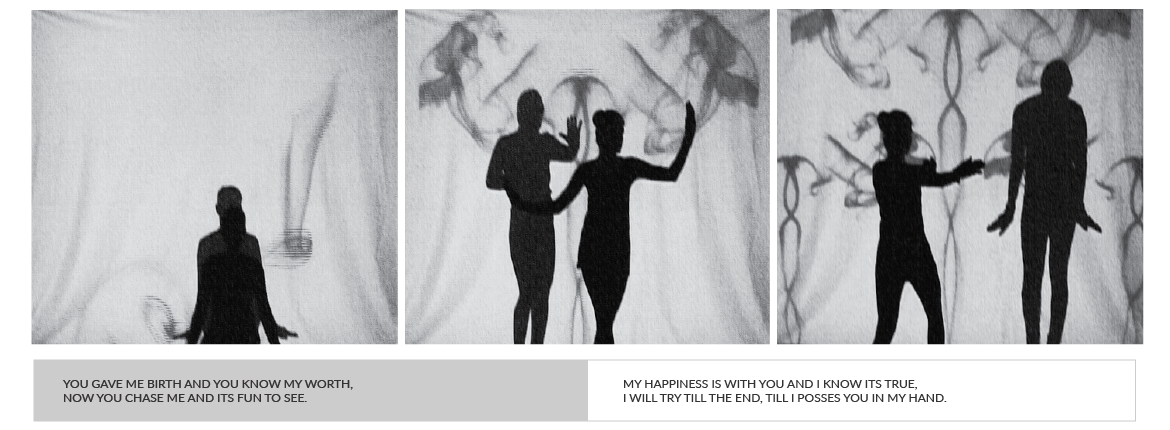 YOU GAVE ME BIRTH AND YOU KNOW MY WORTH,
NOW YOU CHASE ME AND ITS FUN TO SEE.
MY HAPPINESS IS WITH YOU AND I KNOW ITS TRUE,
I WILL TRY TILL THE END, TILL I POSSES YOU IN MY HAND.